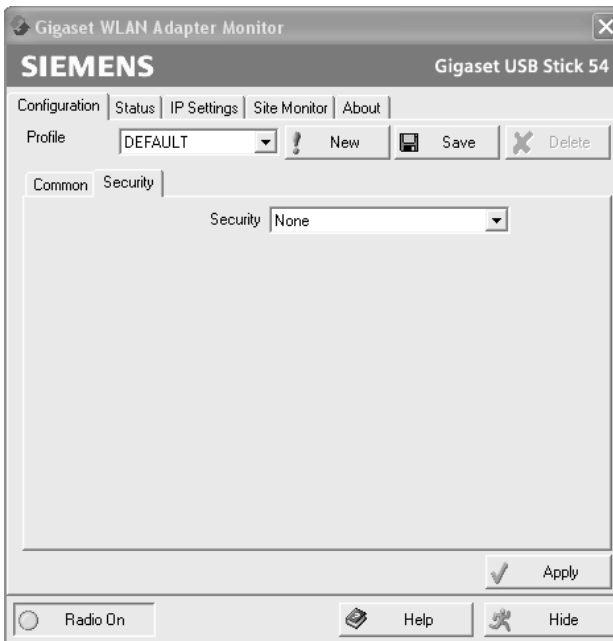 Gigaset WLAN Adapter Monitor
SIEMENS Gigaset USB Stick 54
Configuration Status IP Settings Site Monitor About
Profile DEFAULT New Save Delete
Common Security
Security None
Apply
Radio On Help Hide